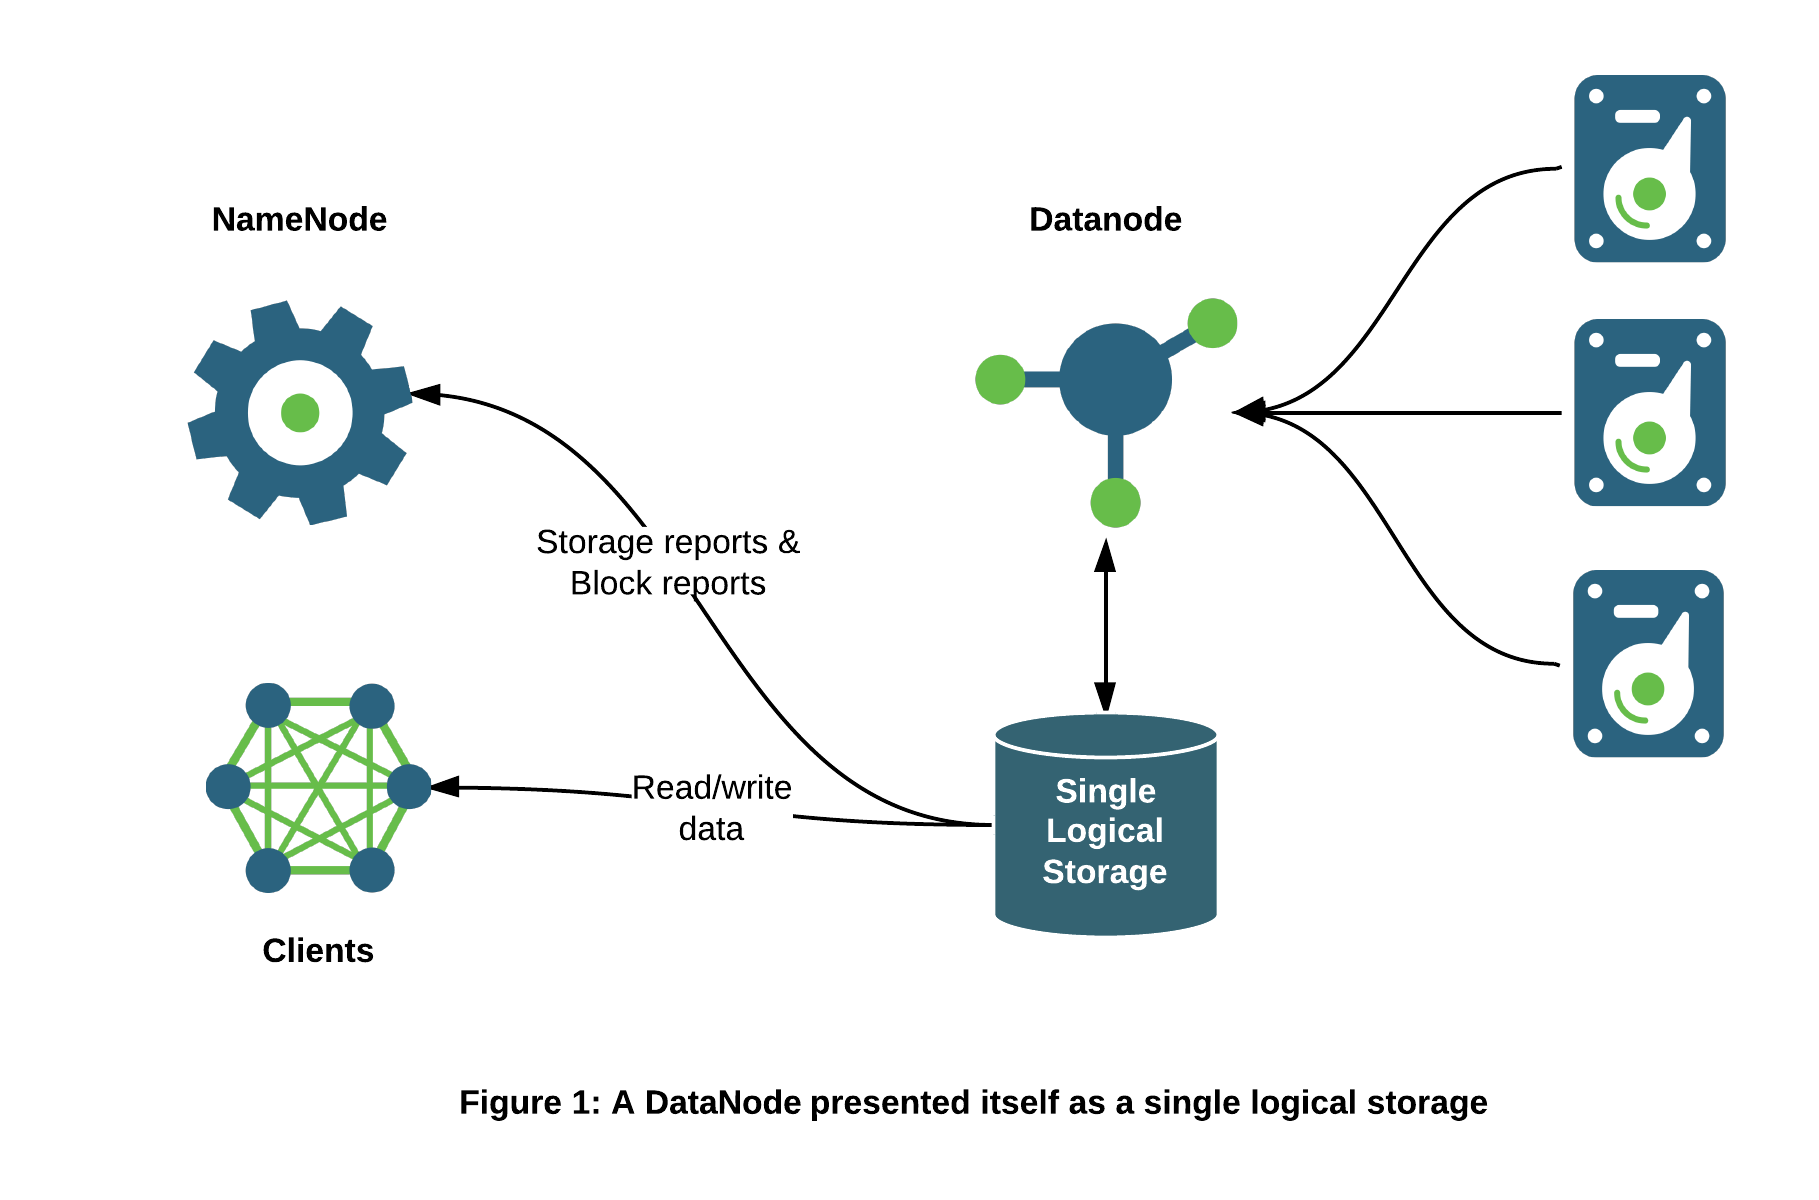 NameNode
Datanode
Storage reports &
Block reports
Read/write
data
Single
Logical
Storage
Clients
Figure 1: A DataNode presented itself as a single logical storage